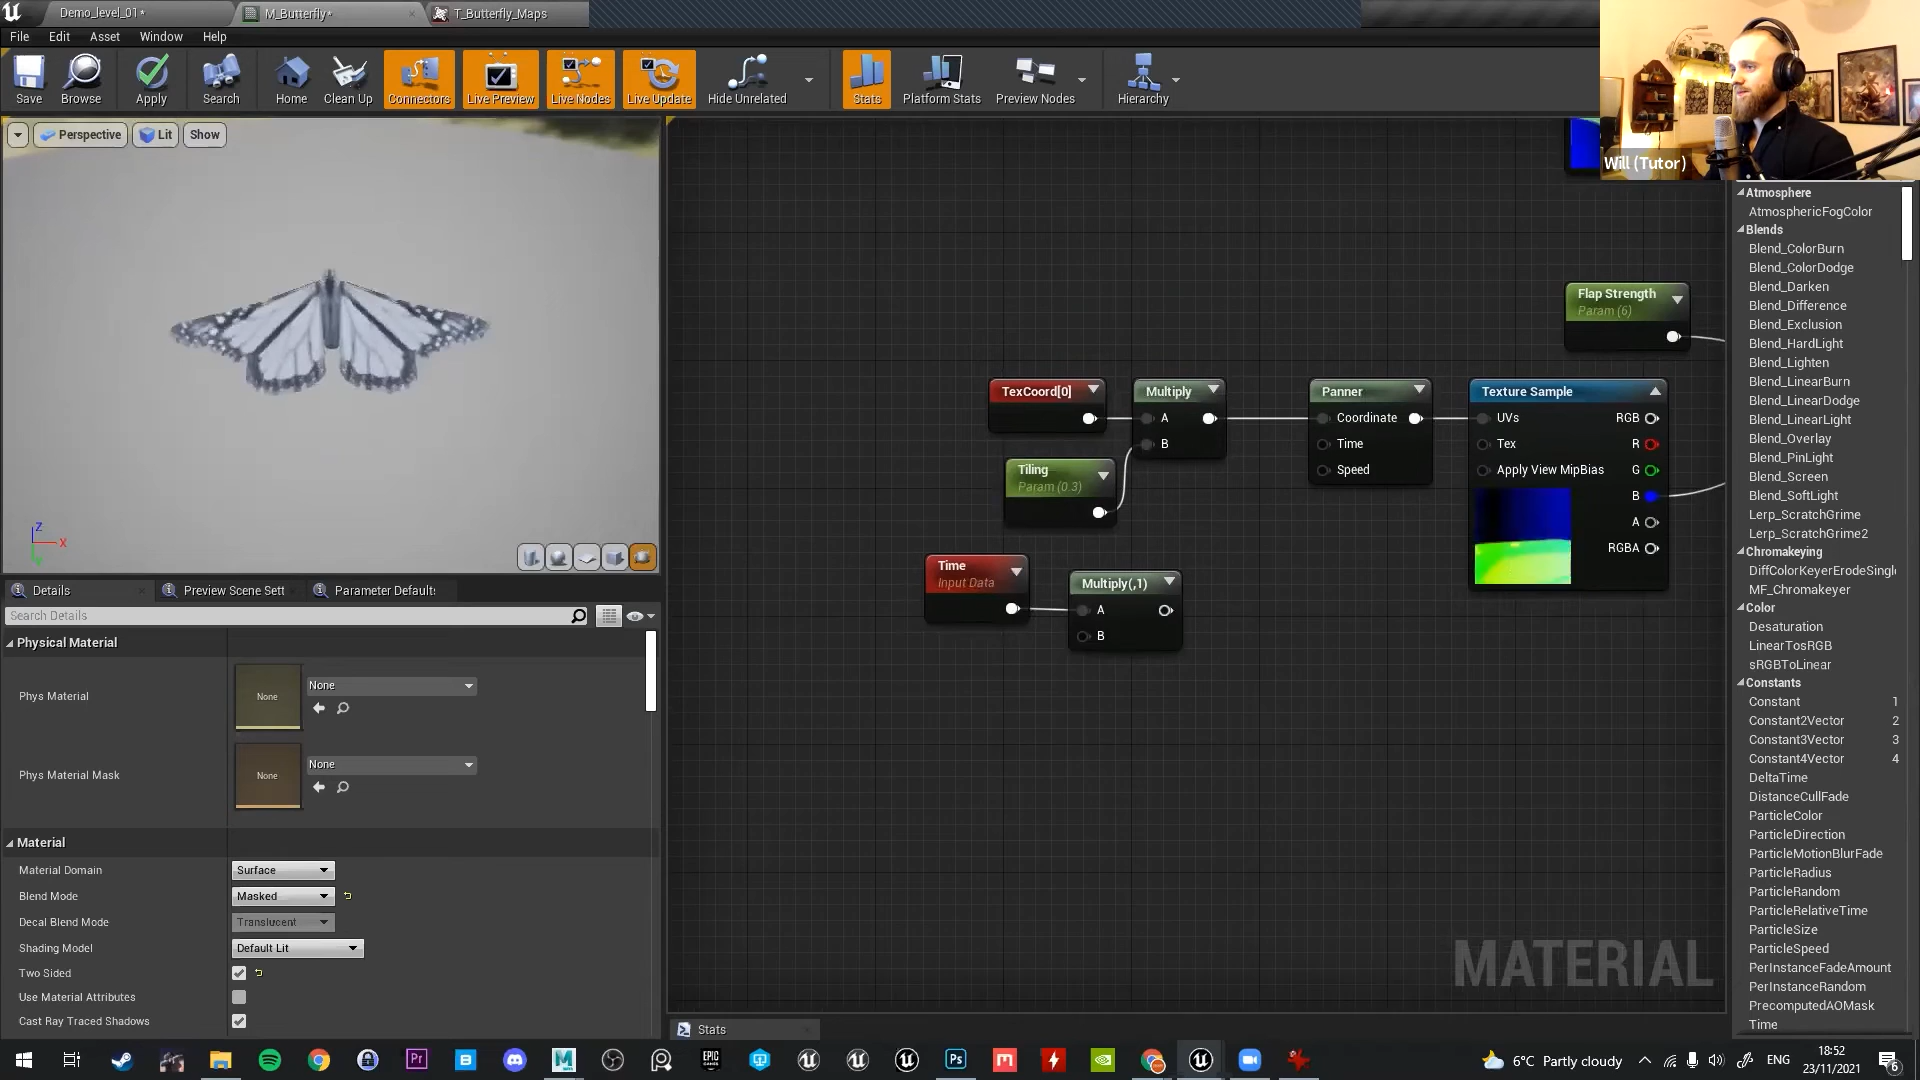 Demo_level_01*
M_Butterfly*
T_Butterfly_Maps
File Edit Asset Window Help
Save
Browse
Apply
Search
Home
Clean Up
Connectors
Live Preview
Live Nodes
Live Update
Hide Unrelated
Stats
Platform Stats
Preview Nodes
Hierarchy
Will (Tutor)
Perspective
Lit
Show
Z
X
Flap Strength
Param (6)
TexCoord[0]
Multiply
A
B
Tiling
Param (0.3)
Panner
Coordinate
Time
Speed
Texture Sample
UVs RGB
Tex R
Apply View MipBias G
B
A
RGBA
Time
Input Data
Multiply(,1)
A
B
MATERIAL
Stats
Details
Preview Scene Sett
Parameter Defaults
Search Details
Physical Material
Phys Material
None
None
Phys Material Mask
None
None
Material
Material Domain Surface
Blend Mode Masked
Decal Blend Mode Translucent
Shading Model Default Lit
Two Sided
Use Material Attributes
Cast Ray Traced Shadows
Atmosphere
AtmosphericFogColor
Blends
Blend_ColorBurn
Blend_ColorDodge
Blend_Darken
Blend_Difference
Blend_Exclusion
Blend_HardLight
Blend_Lighten
Blend_LinearBurn
Blend_LinearDodge
Blend_LinearLight
Blend_Overlay
Blend_PinLight
Blend_Screen
Blend_SoftLight
Lerp_ScratchGrime
Lerp_ScratchGrime2
Chromakeying
DiffColorKeyerErodeSingle
MF_Chromakeyer
Color
Desaturation
LinearTosRGB
sRGBToLinear
Constants
Constant 1
Constant2Vector 2
Constant3Vector 3
Constant4Vector 4
DeltaTime
DistanceCullFade
ParticleColor
ParticleDirection
ParticleMotionBlurFade
ParticleRadius
ParticleRandom
ParticleRelativeTime
ParticleSize
ParticleSpeed
PerInstanceFadeAmount
PerInstanceRandom
PrecomputedAOMask
Time
Pr
B
M
EPIC
Ps
m
6°C Partly cloudy
ENG
18:52
23/11/2021
6